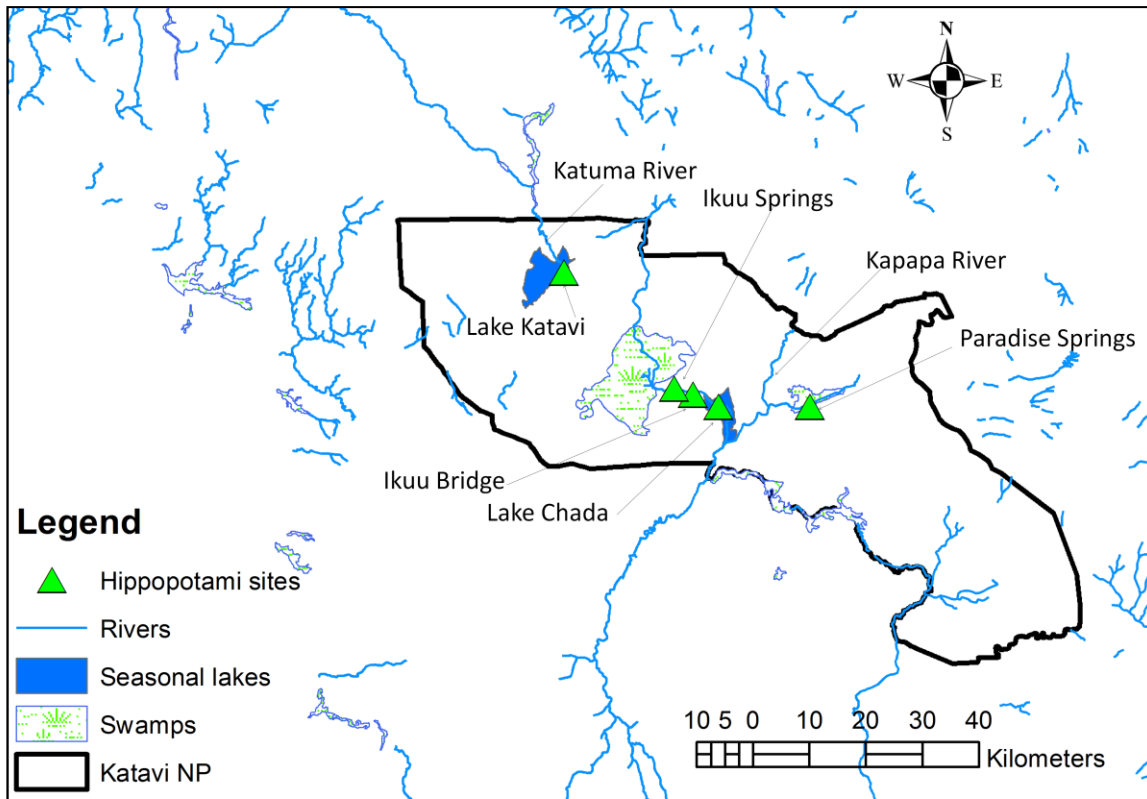 N
W E
S
Katuma River
Ikuu Springs
Kapapa River
Lake Katavi
Paradise Springs
Ikuu Bridge
Lake Chada
Legend
Hippopotami sites
Rivers
Seasonal lakes
Swamps
Katavi NP
10 5 0 10 20 30 40
Kilometers